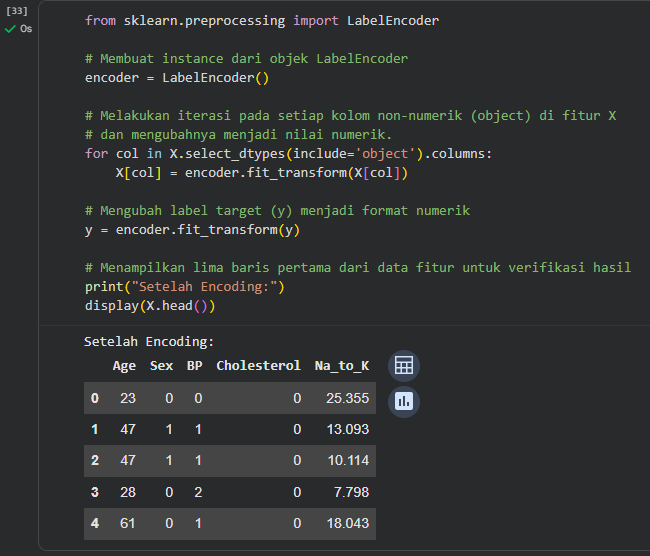 [33]
0s
from sklearn.preprocessing import LabelEncoder
# Membuat instance dari objek LabelEncoder
encoder = LabelEncoder()
# Melakukan iterasi pada setiap kolom non-numerik (object) di fitur X
# dan mengubahnya menjadi nilai numerik.
for col in X.select_dtypes(include='object').columns:
    X[col] = encoder.fit_transform(X[col])
# Mengubah label target (y) menjadi format numerik
y = encoder.fit_transform(y)
# Menampilkan lima baris pertama dari data fitur untuk verifikasi hasil
print("Setelah Encoding:")
display(X.head())
Setelah Encoding:
Age Sex BP Cholesterol Na_to_K
0 23 0 0 0 25.355
1 47 1 1 0 13.093
2 47 1 1 0 10.114
3 28 0 2 0 7.798
4 61 0 1 0 18.043